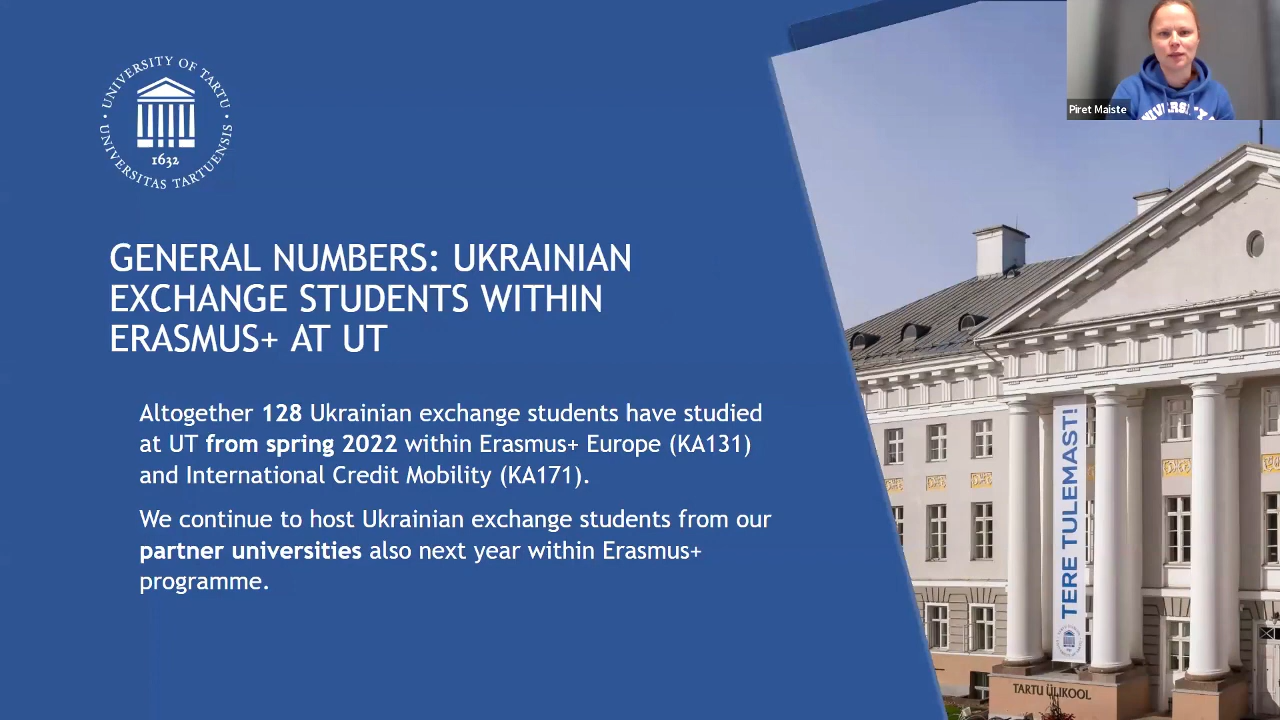 UNIVERSITY OF TARTU
1632
UNIVERSITAS TARTUENSIS
Piret Maiste
GENERAL NUMBERS: UKRAINIAN
EXCHANGE STUDENTS WITHIN
ERASMUS+ AT UT
Altogether 128 Ukrainian exchange students have studied
at UT from spring 2022 within Erasmus+ Europe (KA131)
and International Credit Mobility (KA171).
We continue to host Ukrainian exchange students from our
partner universities also next year within Erasmus+
programme.
TERE TULEMAST!
TARTU ÜLIKOOL